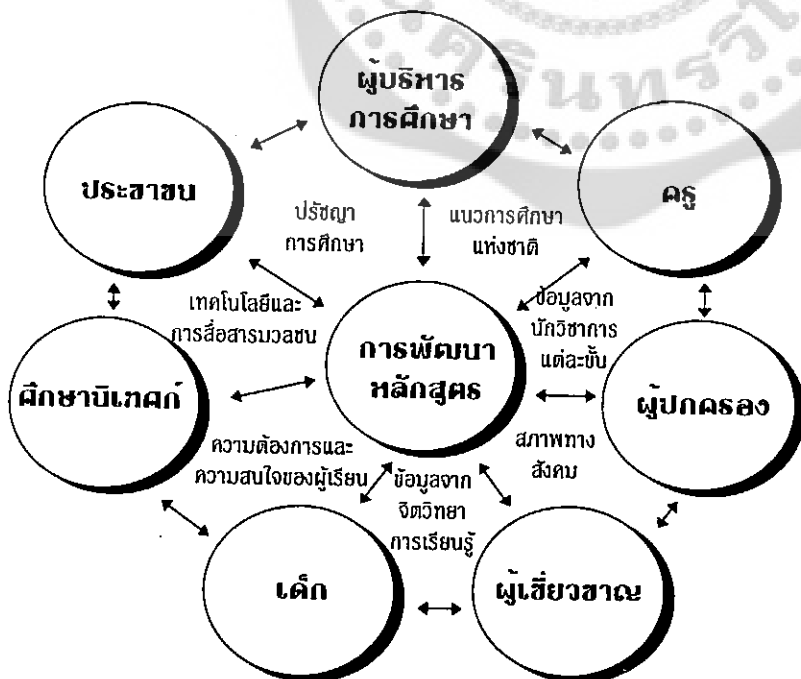 ผู้บริหาร
การศึกษา
ประชาชน
ครู
ปรัชญา
การศึกษา
แนวการศึกษา
แห่งชาติ
เทคโนโลยีและ
การสื่อสารมวลชน
ข้อมูลจาก
นักวิชาการ
แต่ละขั้น
การพัฒนา
หลักสูตร
ศึกษานิเทศก์
ผู้ปกครอง
ความต้องการและ
ความสนใจของผู้เรียน
ข้อมูลจาก
จิตวิทยา
การเรียนรู้
สภาพทาง
สังคม
เด็ก
ผู้เชี่ยวชาญ